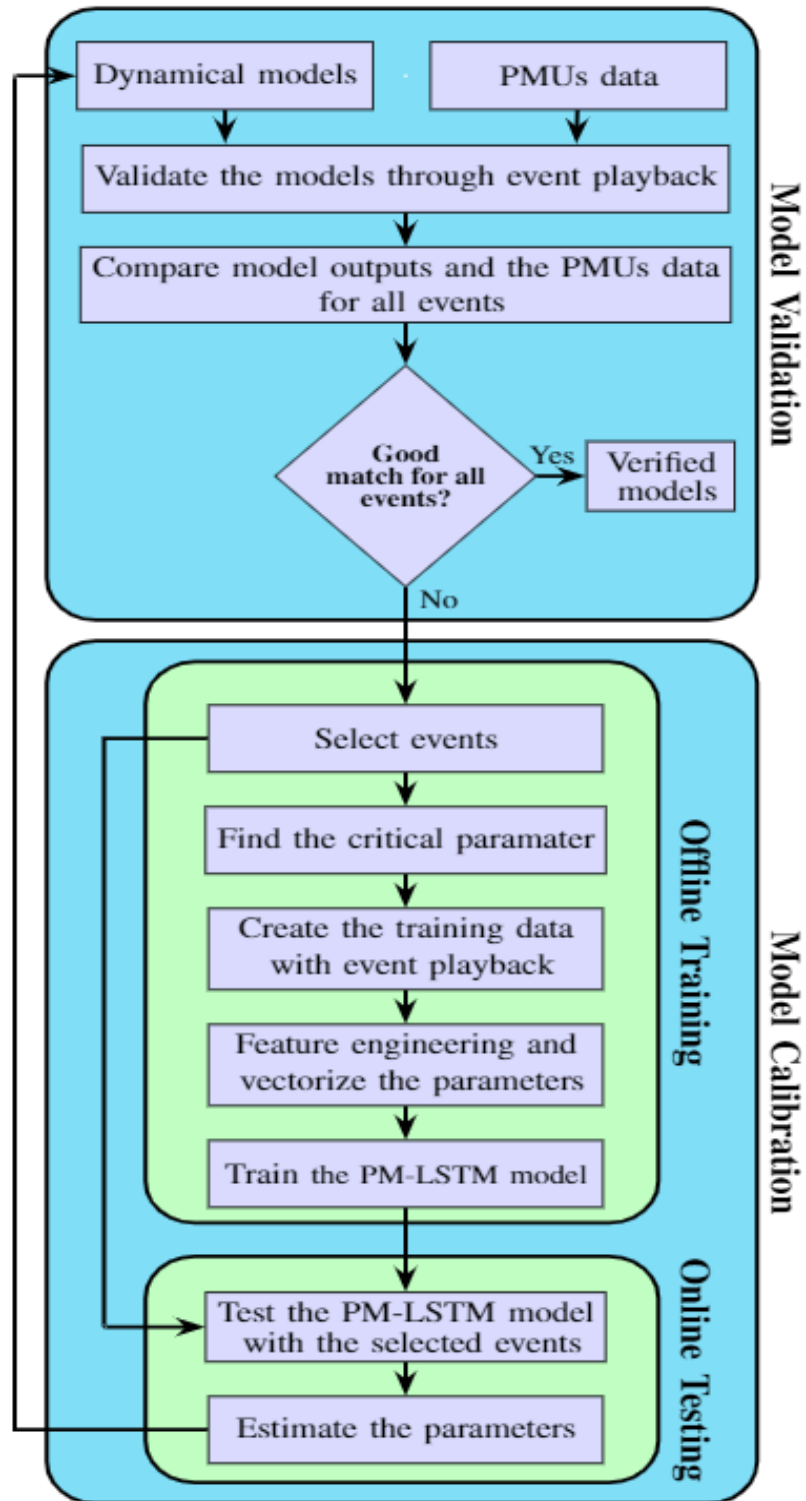 Dynamical models
PMUs data
Validate the models through event playback
Compare model outputs and the PMUs data
for all events
Good
match for all
events?
Yes
Verified
models
No
Model Validation
Select events
Find the critical paramater
Create the training data
with event playback
Feature engineering and
vectorize the parameters
Train the PM-LSTM model
Offline Training
Test the PM-LSTM model
with the selected events
Estimate the parameters
Online Testing
Model Calibration